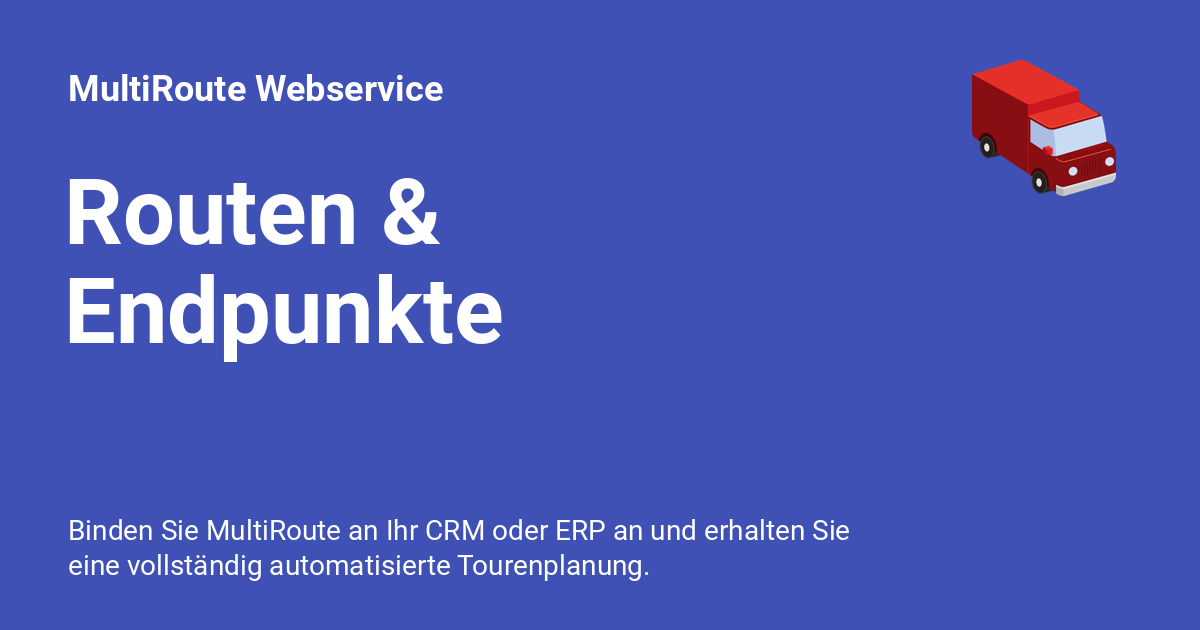 MultiRoute Webservice
Routen &
Endpunkte
Binden Sie MultiRoute an Ihr CRM oder ERP an und erhalten Sie
eine vollständig automatisierte Tourenplanung.